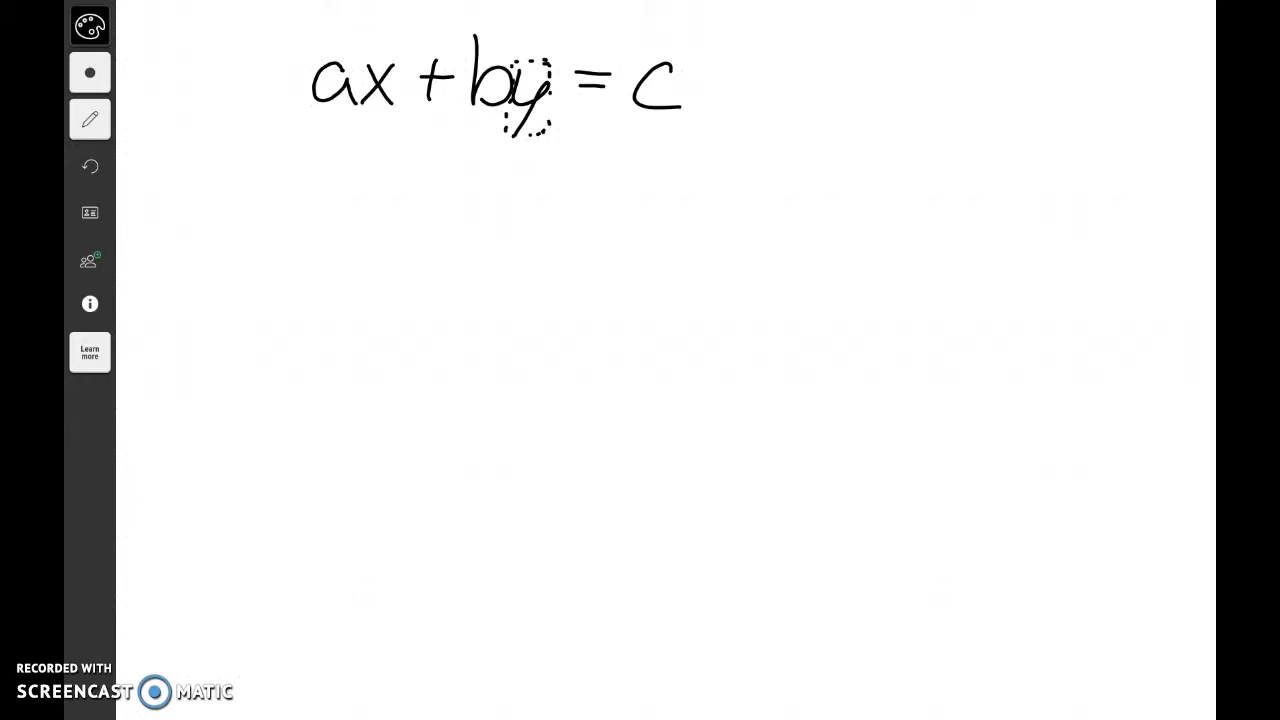 ax + by = c
Learn
more
RECORDED WITH
SCREENCAST MATIC